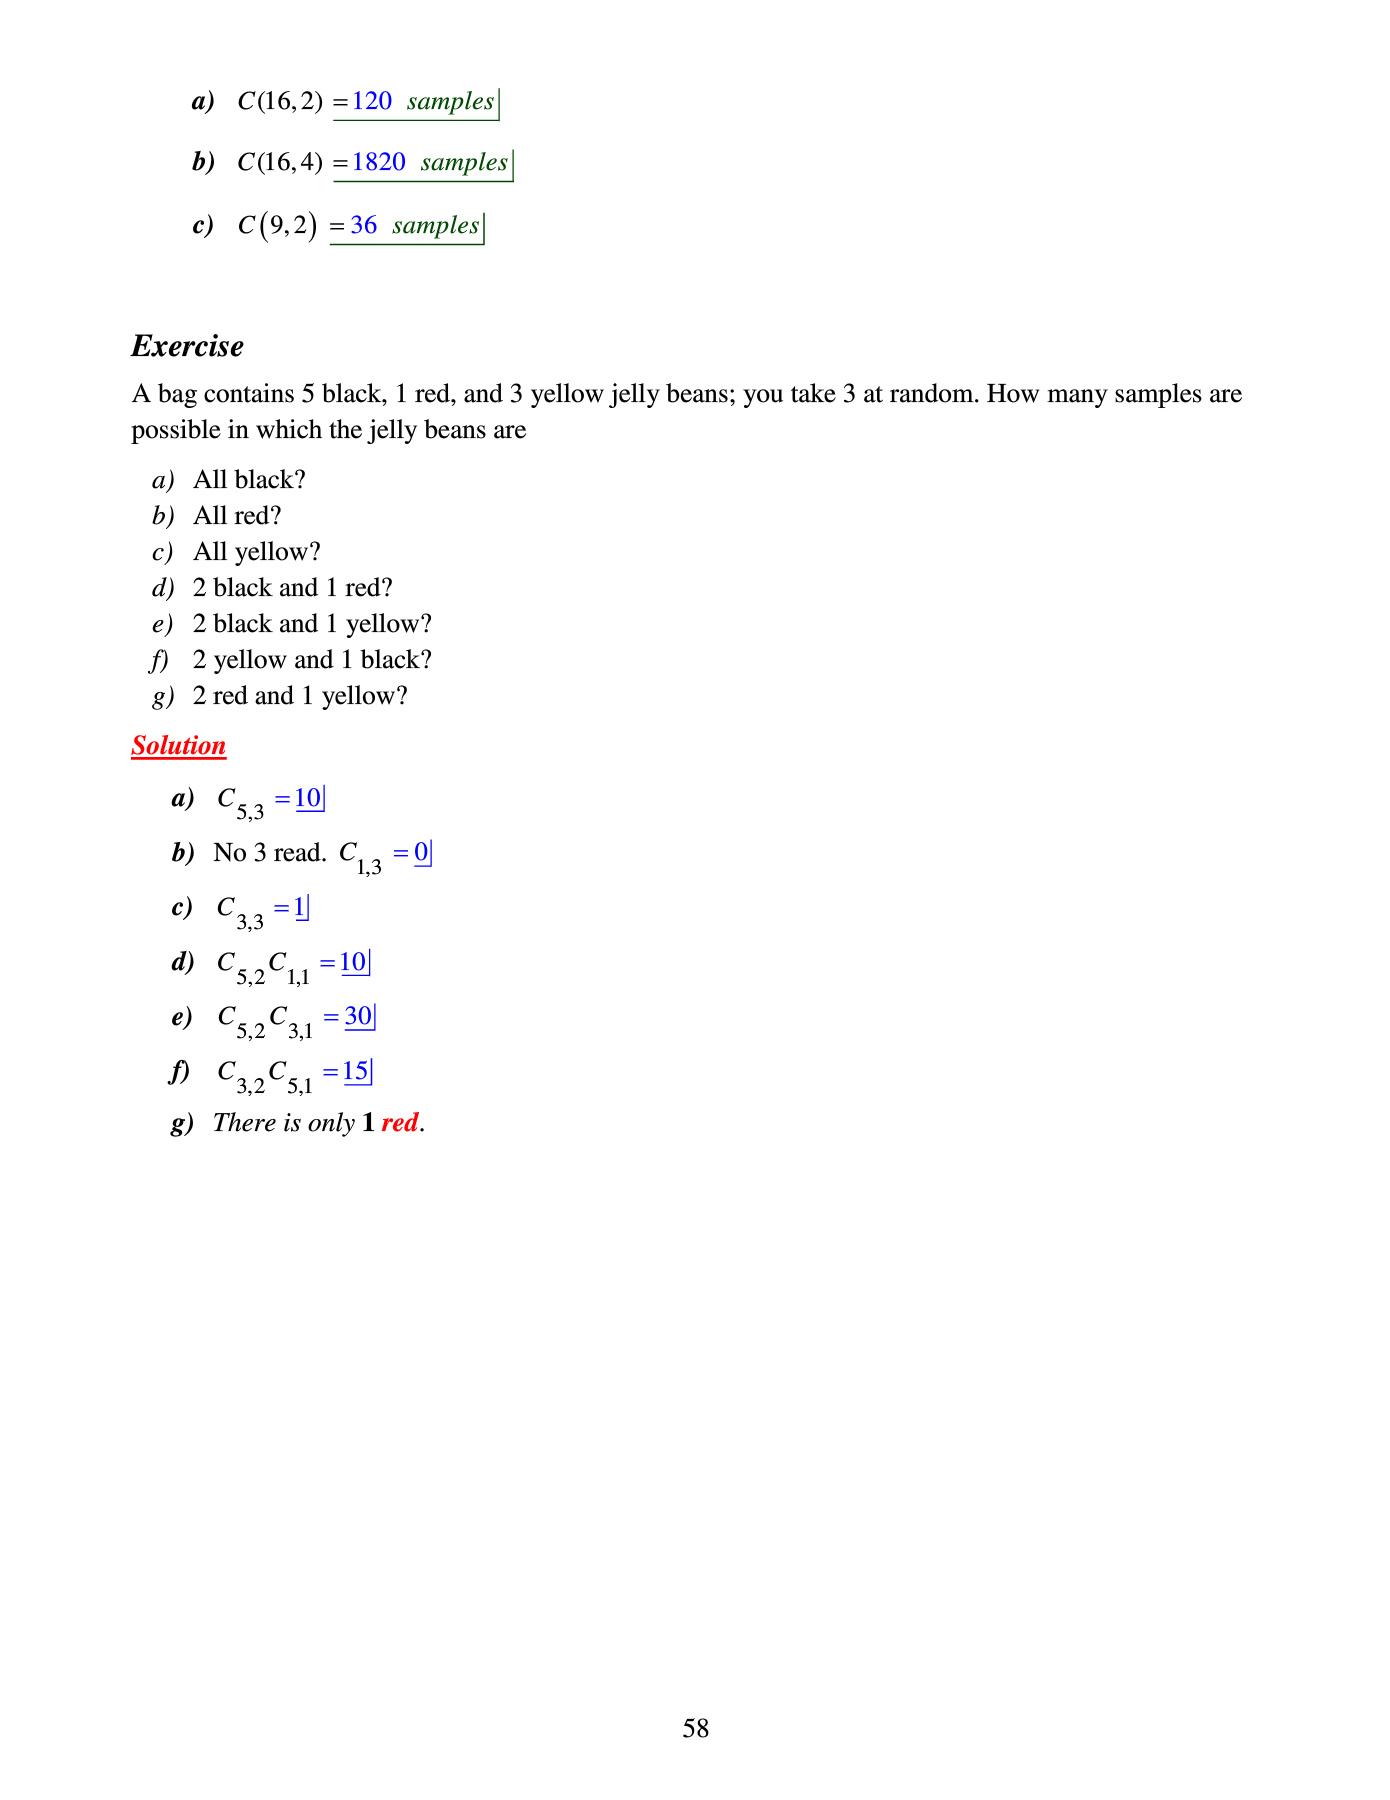 a) C(16,2) = 120 samples
b) C(16,4) = 1820 samples
c) C(9,2) = 36 samples
Exercise
A bag contains 5 black, 1 red, and 3 yellow jelly beans; you take 3 at random. How many samples are
possible in which the jelly beans are
a) All black?
b) All red?
c) All yellow?
d) 2 black and 1 red?
e) 2 black and 1 yellow?
f) 2 yellow and 1 black?
g) 2 red and 1 yellow?
Solution
a) C_{5,3} = 10
b) No 3 read. C_{1,3} = 0
c) C_{3,3} = 1
d) C_{5,2} C_{1,1} = 10
e) C_{5,2} C_{3,1} = 30
f) C_{3,2} C_{5,1} = 15
g) There is only 1 red.
58